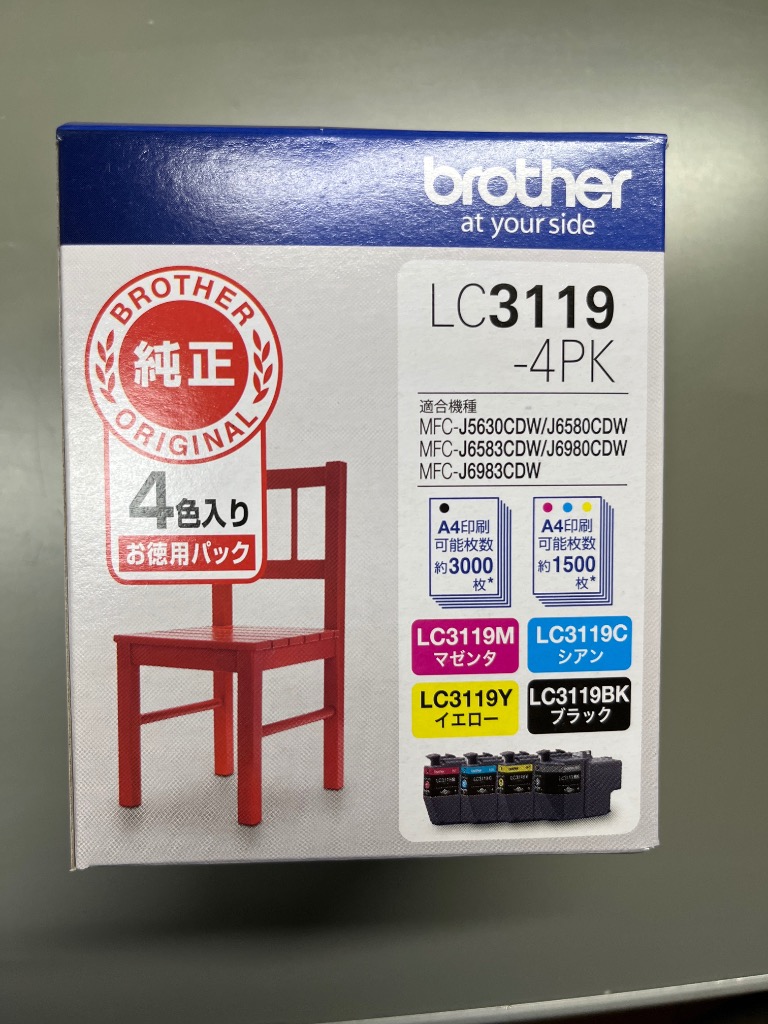 brother
at your side
BROTHER
純正
ORIGINAL
4色入り
お徳用パック
LC3119
-4PK
適合機種
MFC-J5630CDW/J6580CDW
MFC-J6583CDW/J6980CDW
MFC-J6983CDW
A4印刷
可能枚数
約3000
枚*
A4印刷
可能枚数
約1500
枚*
LC3119M
マゼンタ
LC3119C
シアン
LC3119Y
イエロー
LC3119BK
ブラック